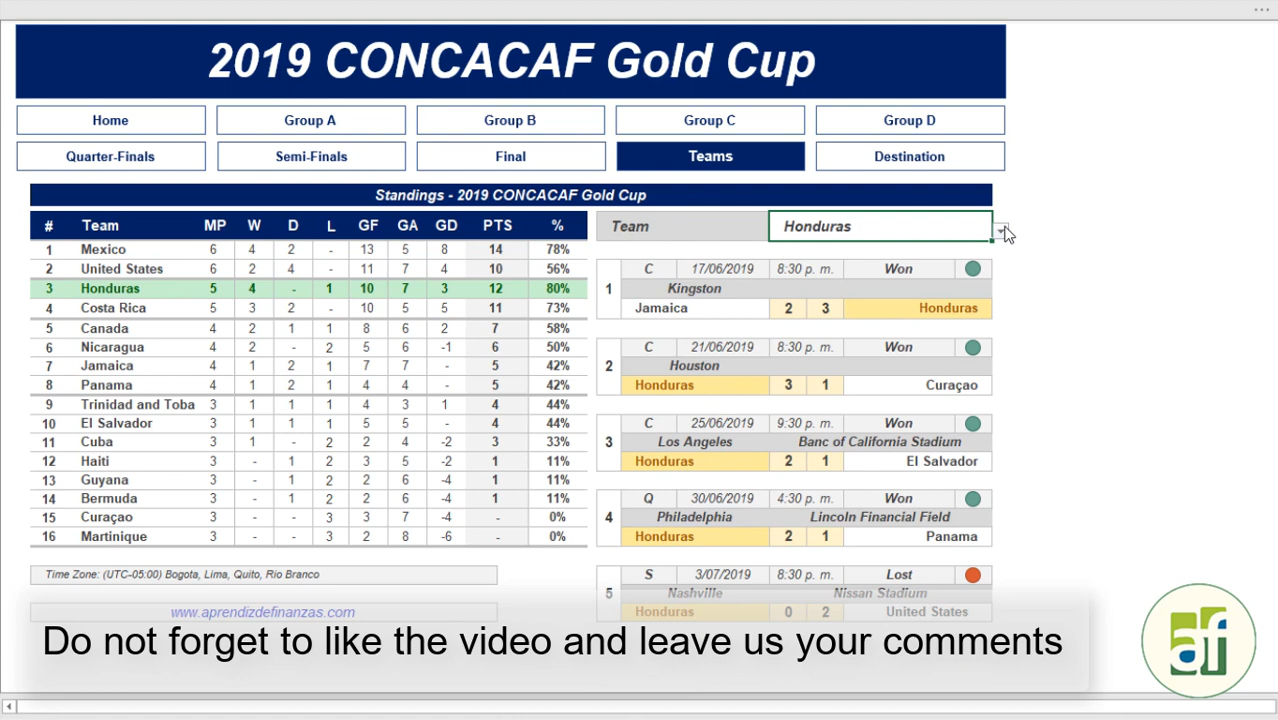 2019 CONCACAF Gold Cup
Home Group A Group B Group C Group D
Quarter-Finals Semi-Finals Final Teams Destination
Standings - 2019 CONCACAF Gold Cup
# Team MP W D L GF GA GD PTS %
1 Mexico 6 4 2 - 13 5 8 14 78%
2 United States 6 2 4 - 11 7 4 10 56%
3 Honduras 5 4 - 1 10 7 3 12 80%
4 Costa Rica 5 3 2 - 10 5 5 11 73%
5 Canada 4 2 1 1 8 6 2 7 58%
6 Nicaragua 4 2 - 2 5 6 -1 6 50%
7 Jamaica 4 1 2 1 7 7 - 5 42%
8 Panama 4 1 2 1 4 4 - 5 42%
9 Trinidad and Toba 3 1 1 1 4 3 1 4 44%
10 El Salvador 3 1 1 1 5 5 - 4 44%
11 Cuba 3 1 - 2 2 4 -2 3 33%
12 Haiti 3 - 1 2 3 5 -2 1 11%
13 Guyana 3 - 1 2 2 6 -4 1 11%
14 Bermuda 3 - 1 2 2 6 -4 1 11%
15 Curaçao 3 - - 3 3 7 -4 - 0%
16 Martinique 3 - - 3 2 8 -6 - 0%
Time Zone: (UTC-05:00) Bogota, Lima, Quito, Rio Branco
www.aprendizdefinanzas.com
Team Honduras
C 17/06/2019 8:30 p. m. Won
1 Kingston
Jamaica 2 3 Honduras
C 21/06/2019 8:30 p. m. Won
2 Houston
Honduras 3 1 Curaçao
C 25/06/2019 9:30 p. m. Won
3 Los Angeles Banc of California Stadium
Honduras 2 1 El Salvador
Q 30/06/2019 4:30 p. m. Won
4 Philadelphia Lincoln Financial Field
Honduras 2 1 Panama
S 3/07/2019 8:30 p. m. Lost
5 Nashville Nissan Stadium
Honduras 0 2 United States
Do not forget to like the video and leave us your comments
af